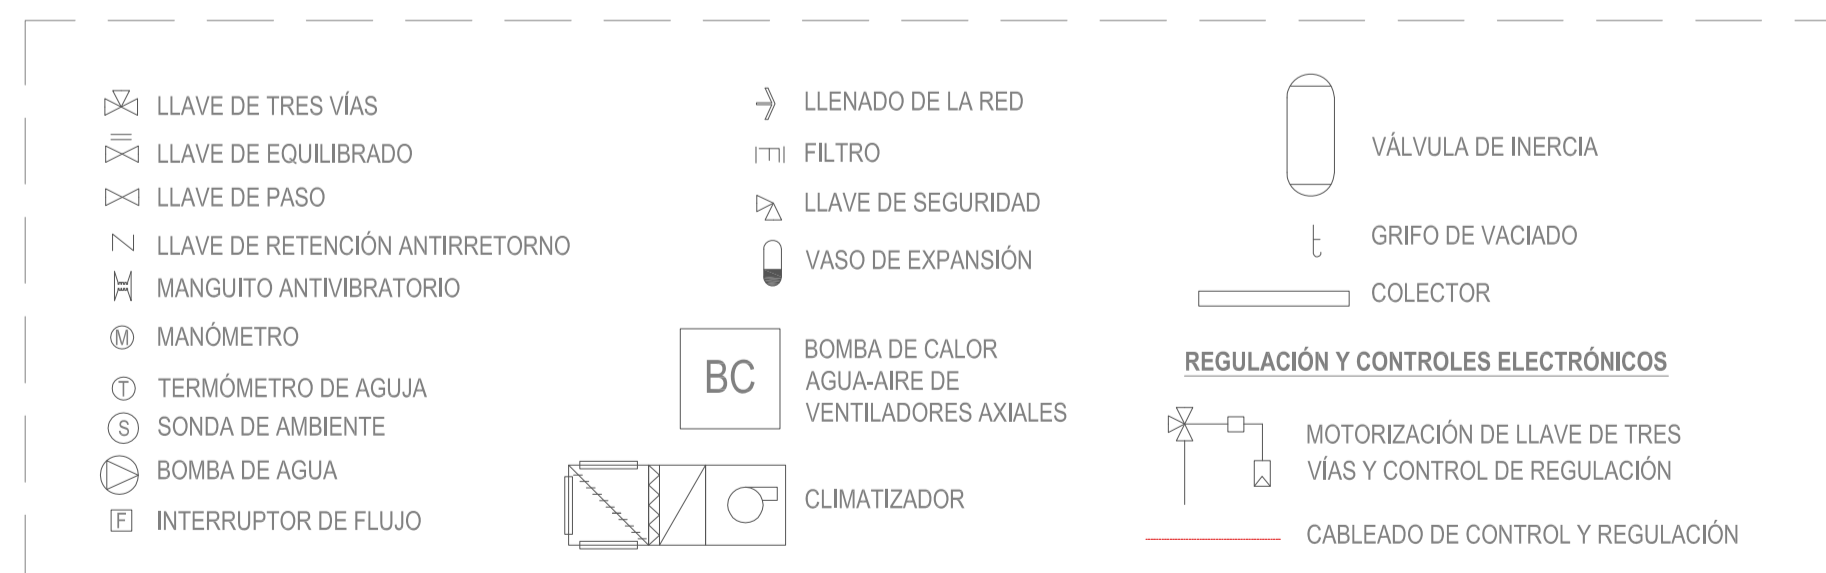 LLAVE DE TRES VÍAS
LLAVE DE EQUILIBRADO
LLAVE DE PASO
LLAVE DE RETENCIÓN ANTIRRETORNO
MANGUITO ANTIVIBRATORIO
M MANÓMETRO
T TERMÓMETRO DE AGUJA
S SONDA DE AMBIENTE
BOMBA DE AGUA
F INTERRUPTOR DE FLUJO
LLENADO DE LA RED
FILTRO
LLAVE DE SEGURIDAD
VASO DE EXPANSIÓN
BC
BOMBA DE CALOR
AGUA-AIRE DE
VENTILADORES AXIALES
CLIMATIZADOR
VÁLVULA DE INERCIA
GRIFO DE VACIADO
COLECTOR
REGULACIÓN Y CONTROLES ELECTRÓNICOS
MOTORIZACIÓN DE LLAVE DE TRES
VÍAS Y CONTROL DE REGULACIÓN
CABLEADO DE CONTROL Y REGULACIÓN